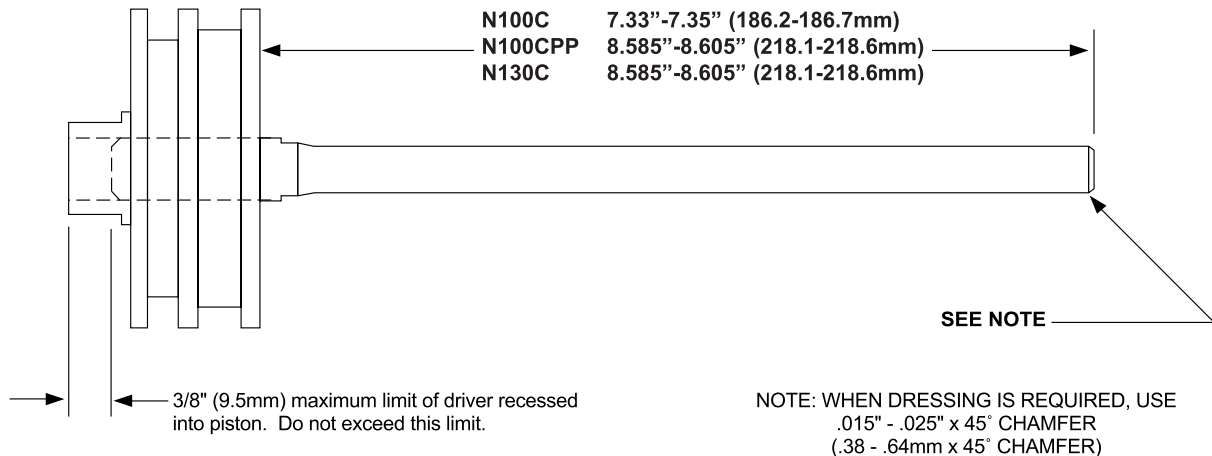 N100C 7.33”-7.35” (186.2-186.7mm)
N100CPP 8.585”-8.605” (218.1-218.6mm)
N130C 8.585”-8.605” (218.1-218.6mm)
SEE NOTE
3/8" (9.5mm) maximum limit of driver recessed
into piston. Do not exceed this limit.
NOTE: WHEN DRESSING IS REQUIRED, USE
.015" - .025" x 45˚ CHAMFER
(.38 - .64mm x 45˚ CHAMFER)